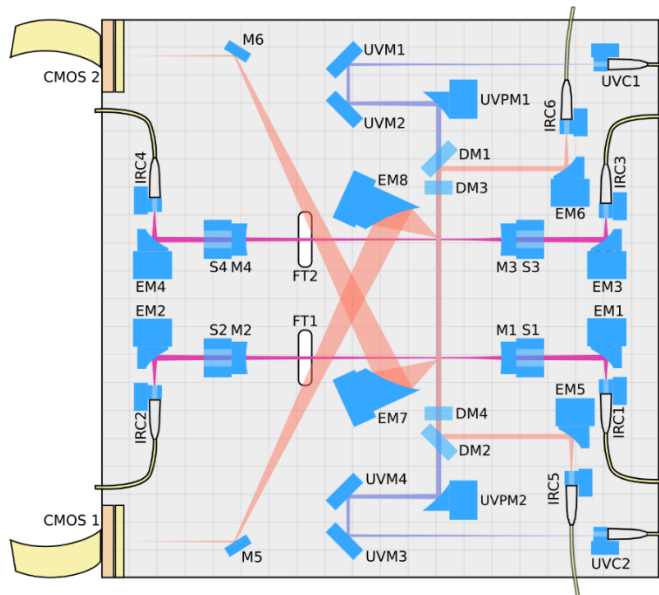 M6
UVM1
CMOS 2
UVC1
UVPM1
UVM2
IRC6
DM1
IRC4
EM8
DM3
IRC3
EM6
S4 M4
FT2
M3 S3
EM4
EM3
EM2
FT1
EM1
S2 M2
M1 S1
EM5
IRC2
EM7
DM4
IRC1
DM2
UVM4
IRC5
UVPM2
CMOS 1
M5
UVM3
UVC2